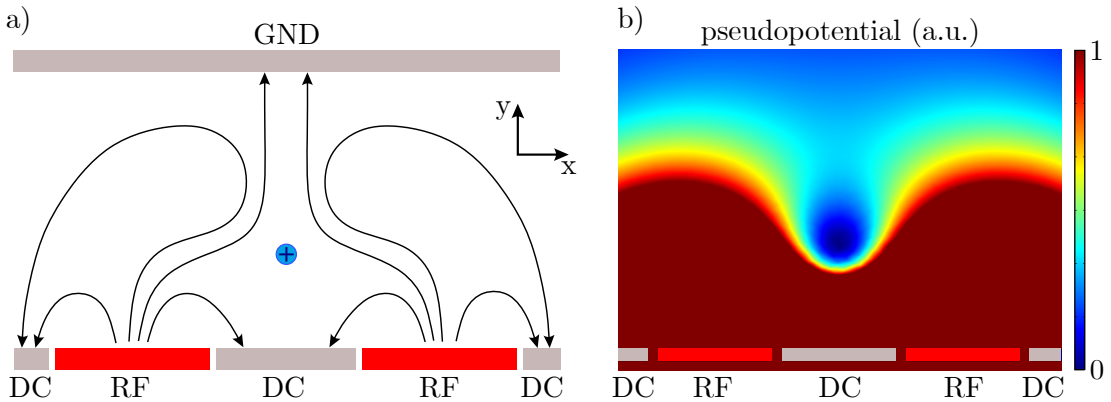 a)
GND
y
x
+
DC RF DC RF DC
b)
pseudopotential (a.u.)
1
0
DC RF DC RF DC